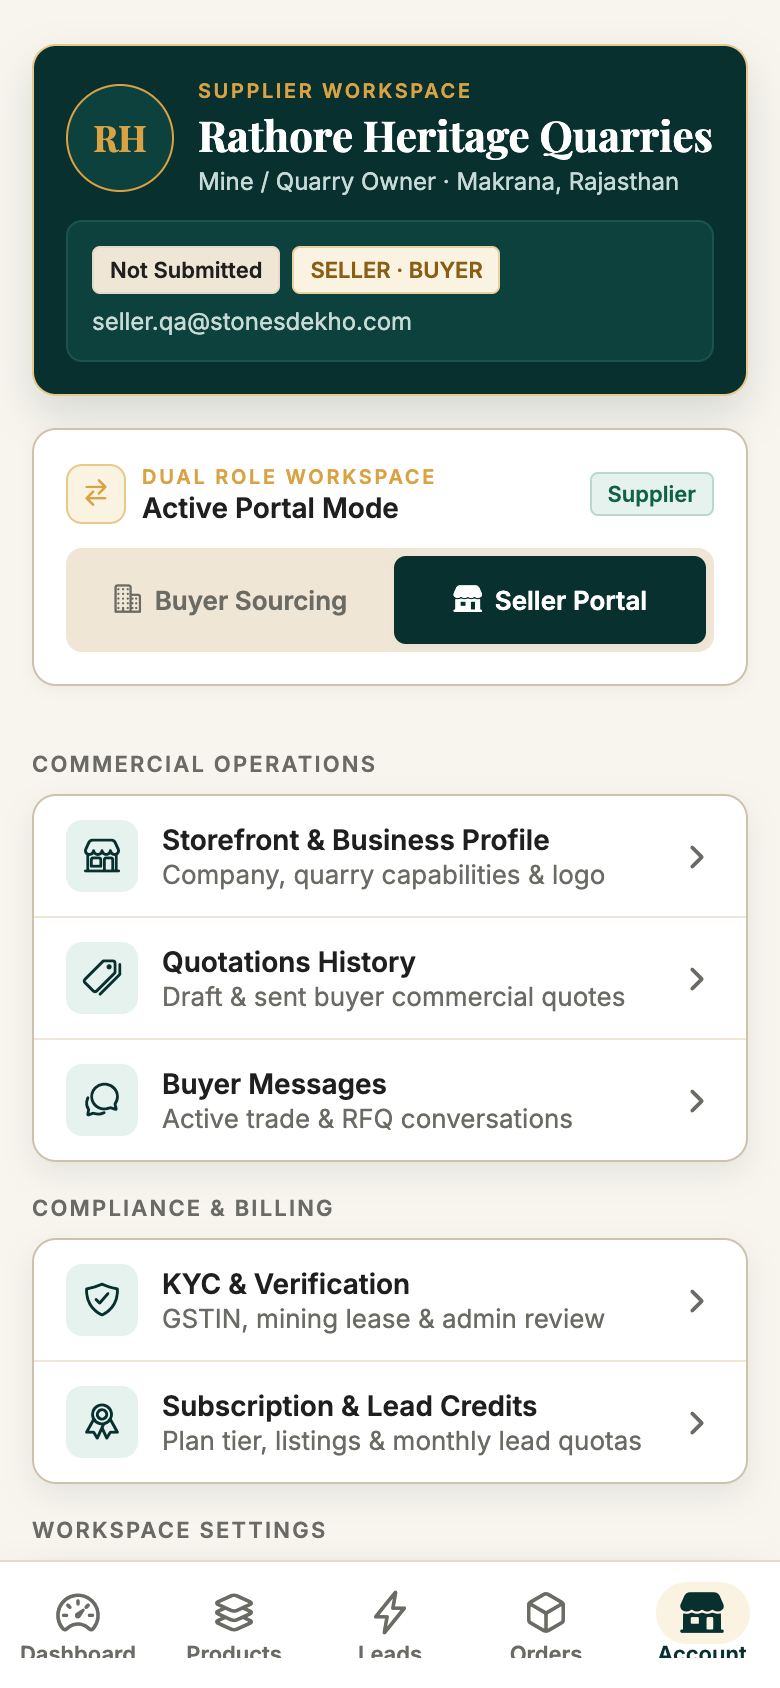 RH
SUPPLIER WORKSPACE
Rathore Heritage Quarries
Mine / Quarry Owner · Makrana, Rajasthan
Not Submitted
SELLER · BUYER
seller.qa@stonesdekho.com
DUAL ROLE WORKSPACE
Active Portal Mode
Supplier
Buyer Sourcing
Seller Portal
COMMERCIAL OPERATIONS
Storefront & Business Profile
Company, quarry capabilities & logo
Quotations History
Draft & sent buyer commercial quotes
Buyer Messages
Active trade & RFQ conversations
COMPLIANCE & BILLING
KYC & Verification
GSTIN, mining lease & admin review
Subscription & Lead Credits
Plan tier, listings & monthly lead quotas
WORKSPACE SETTINGS
Dashboard
Products
Leads
Orders
Account